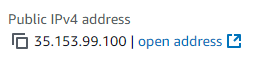 Public IPv4 address
35.153.99.100 | open address